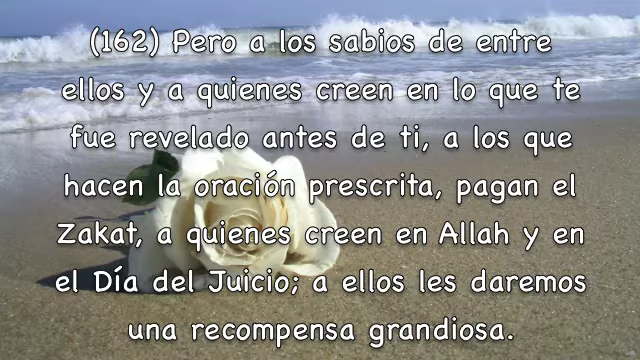 (162) Pero a los sabios de entre
ellos y a quienes creen en lo que te
fue revelado antes de ti, a los que
hacen la oración prescrita, pagan el
Zakat, a quienes creen en Allah y en
el Día del Juicio; a ellos les daremos
una recompensa grandiosa.